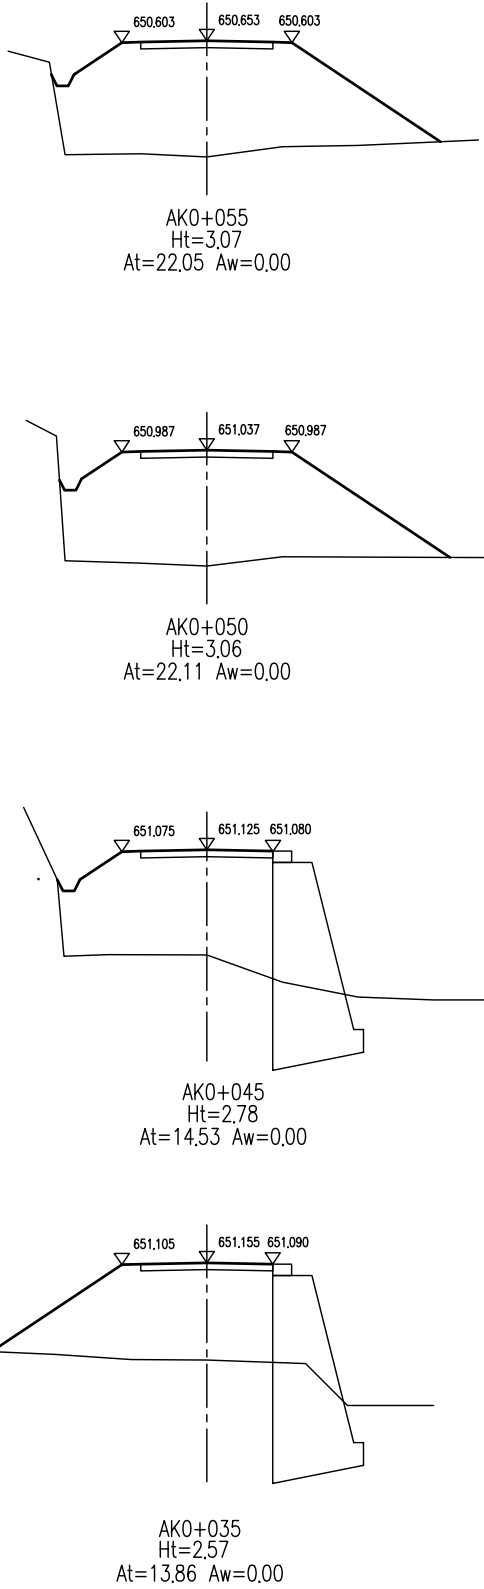 650.603 650.653 650.603
AK0+055
Ht=3.07
At=22.05 Aw=0.00
650.987 651.037 650.987
AK0+050
Ht=3.06
At=22.11 Aw=0.00
651.075 651.125 651.080
AK0+045
Ht=2.78
At=14.53 Aw=0.00
651.105 651.155 651.090
AK0+035
Ht=2.57
At=13.86 Aw=0.00